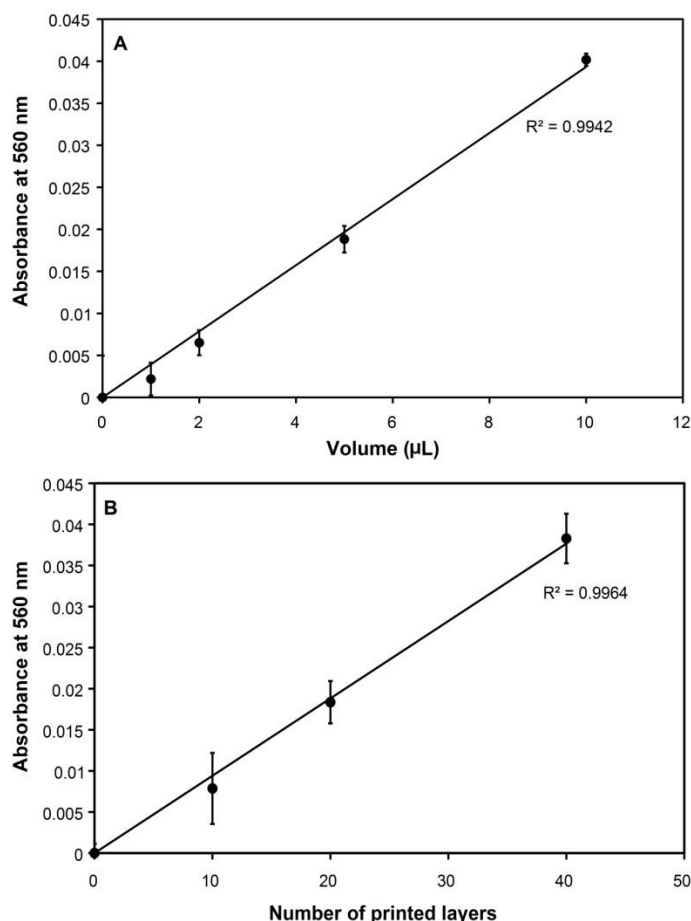 A
0.045
0.04
0.035
0.03
0.025
0.02
0.015
0.01
0.005
0
Absorbance at 560 nm
R² = 0.9942
0 2 4 6 8 10 12
Volume (µL)
B
0.045
0.04
0.035
0.03
0.025
0.02
0.015
0.01
0.005
0
Absorbance at 560 nm
R² = 0.9964
0 10 20 30 40 50
Number of printed layers